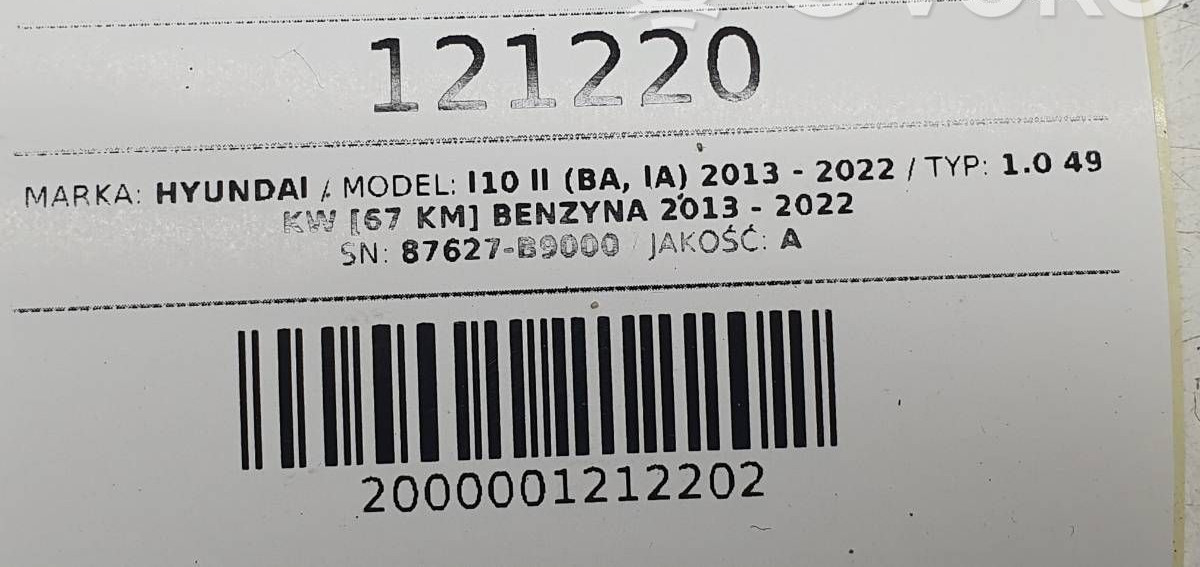 121220
MARKA: HYUNDAI / MODEL: I10 II (BA, IA) 2013 - 2022 / TYP: 1.0 49
KW [67 KM] BENZYNA 2013 - 2022
SN: 87627-B9000 / JAKOŚĆ: A
2000001212202